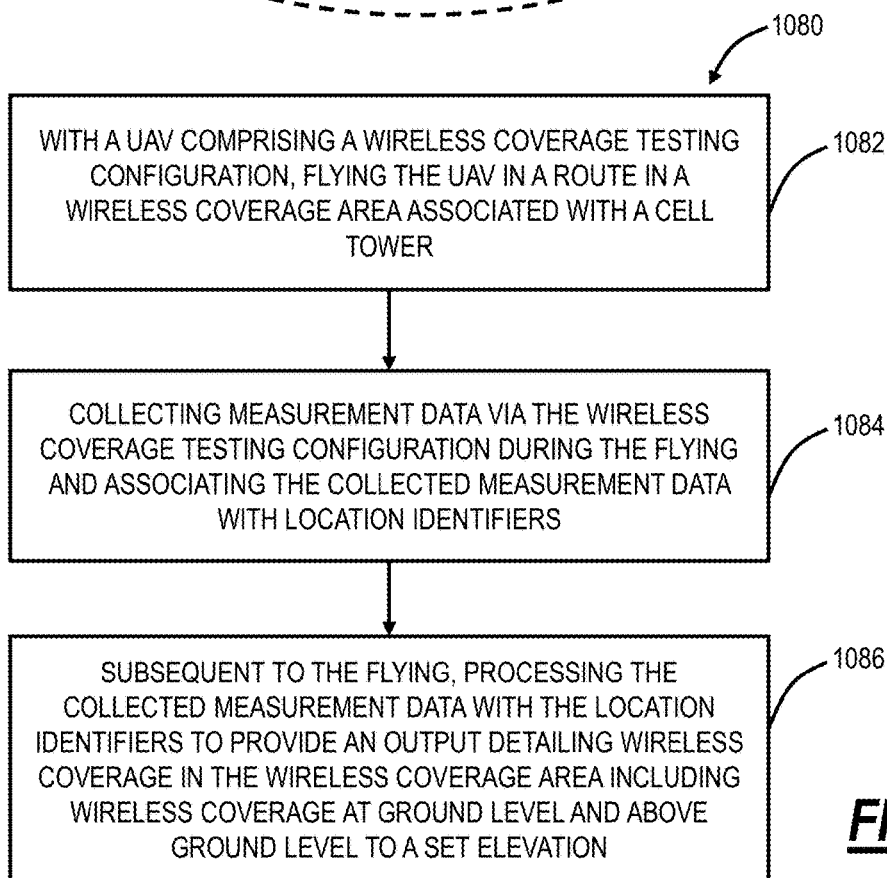 1080
WITH A UAV COMPRISING A WIRELESS COVERAGE TESTING
CONFIGURATION, FLYING THE UAV IN A ROUTE IN A
WIRELESS COVERAGE AREA ASSOCIATED WITH A CELL
TOWER
1082
COLLECTING MEASUREMENT DATA VIA THE WIRELESS
COVERAGE TESTING CONFIGURATION DURING THE FLYING
AND ASSOCIATING THE COLLECTED MEASUREMENT DATA
WITH LOCATION IDENTIFIERS
1084
SUBSEQUENT TO THE FLYING, PROCESSING THE
COLLECTED MEASUREMENT DATA WITH THE LOCATION
IDENTIFIERS TO PROVIDE AN OUTPUT DETAILING WIRELESS
COVERAGE IN THE WIRELESS COVERAGE AREA INCLUDING
WIRELESS COVERAGE AT GROUND LEVEL AND ABOVE
GROUND LEVEL TO A SET ELEVATION
1086